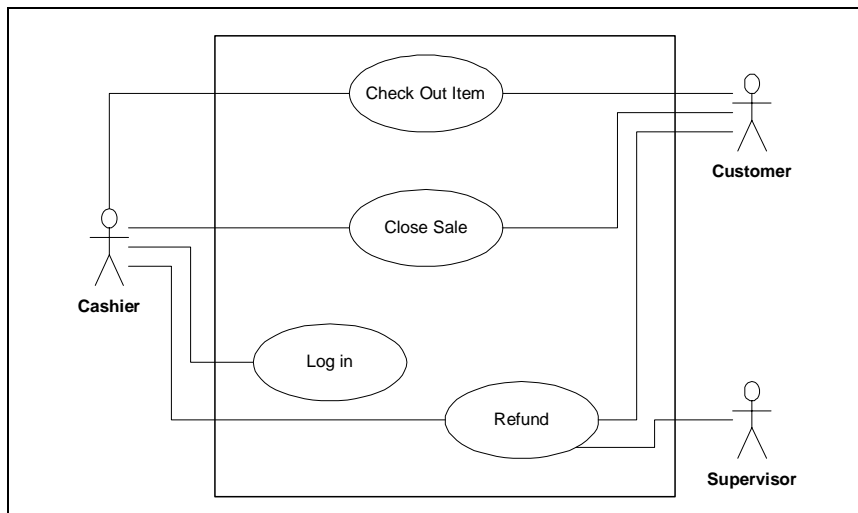 Check Out Item
Customer
Close Sale
Cashier
Log in
Refund
Supervisor